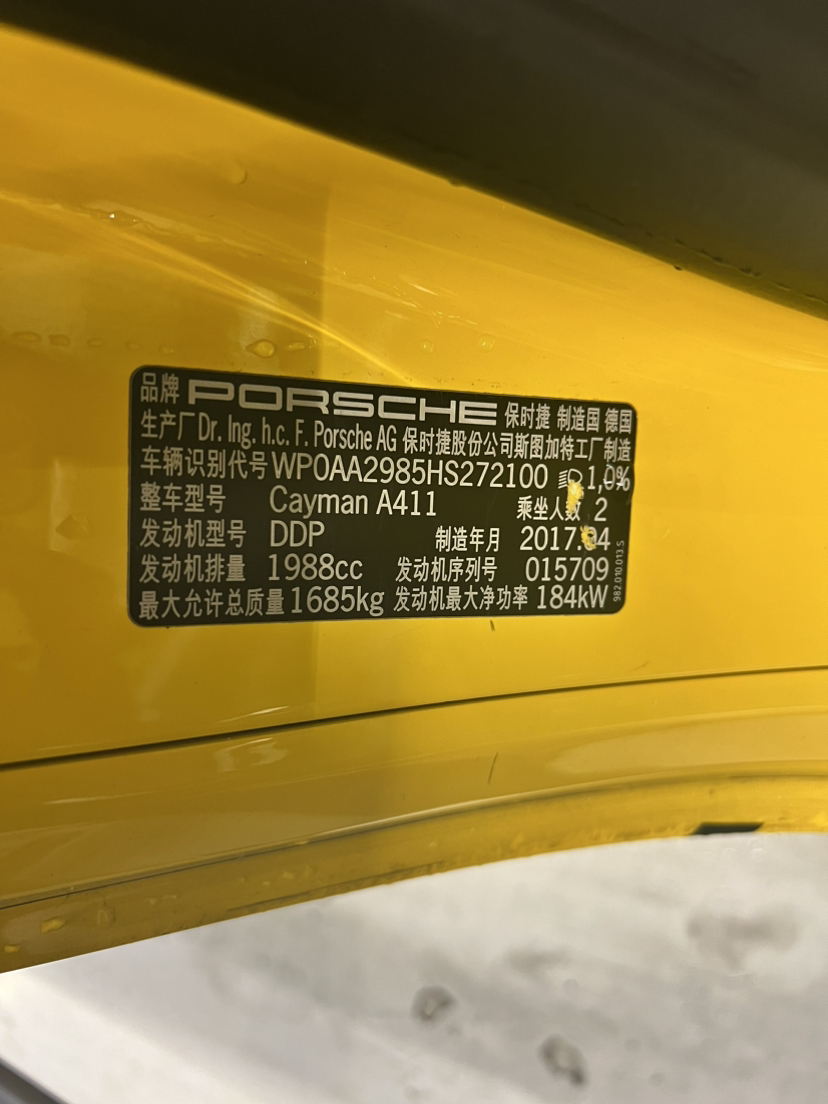 品牌 PORSCHE 保时捷 制造国 德国
生产厂 Dr. Ing. h.c. F. Porsche AG 保时捷股份公司斯图加特工厂制造
车辆识别代号 WP0AA2985HS272100 1,0%
整车型号 Cayman A411 乘坐人数 2
发动机型号 DDP 制造年月 2017.04
发动机排量 1988cc 发动机序列号 015709
最大允许总质量 1685kg 发动机最大净功率 184kW
982.010.013.S